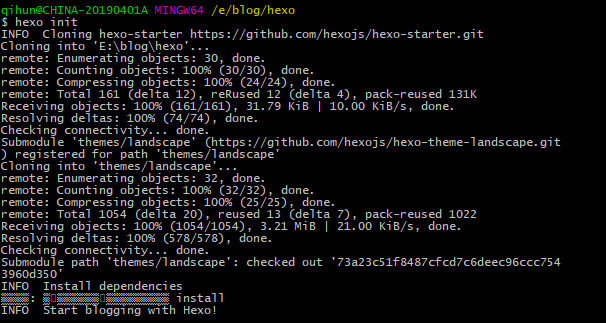 qihun@CHINA-20190401A MINGW64 /e/blog/hexo
$ hexo init
INFO  Cloning hexo-starter https://github.com/hexojs/hexo-starter.git
Cloning into 'E:\blog\hexo'...
remote: Enumerating objects: 30, done.
remote: Counting objects: 100% (30/30), done.
remote: Compressing objects: 100% (24/24), done.
remote: Total 161 (delta 12), reRused 12 (delta 4), pack-reused 131K
Receiving objects: 100% (161/161), 31.79 KiB | 10.00 KiB/s, done.
Resolving deltas: 100% (74/74), done.
Checking connectivity... done.
Submodule 'themes/landscape' (https://github.com/hexojs/hexo-theme-landscape.git
) registered for path 'themes/landscape'
Cloning into 'themes/landscape'...
remote: Enumerating objects: 32, done.
remote: Counting objects: 100% (32/32), done.
remote: Compressing objects: 100% (25/25), done.
remote: Total 1054 (delta 20), reused 13 (delta 7), pack-reused 1022
Receiving objects: 100% (1054/1054), 3.21 MiB | 21.00 KiB/s, done.
Resolving deltas: 100% (578/578), done.
Checking connectivity... done.
Submodule path 'themes/landscape': checked out '73a23c51f8487cfcd7c6deec96ccc754
3960d350'
INFO  Install dependencies
install
INFO  Start blogging with Hexo!